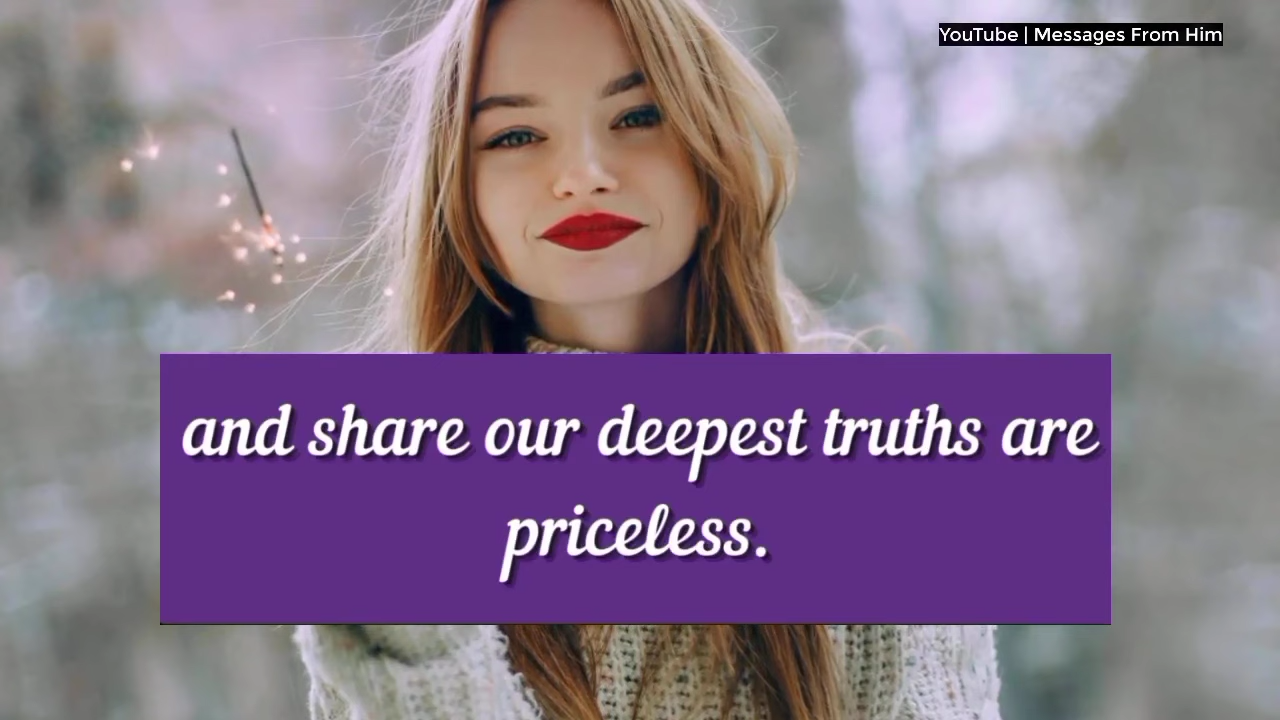 YouTube | Messages From Him
and share our deepest truths are
priceless.